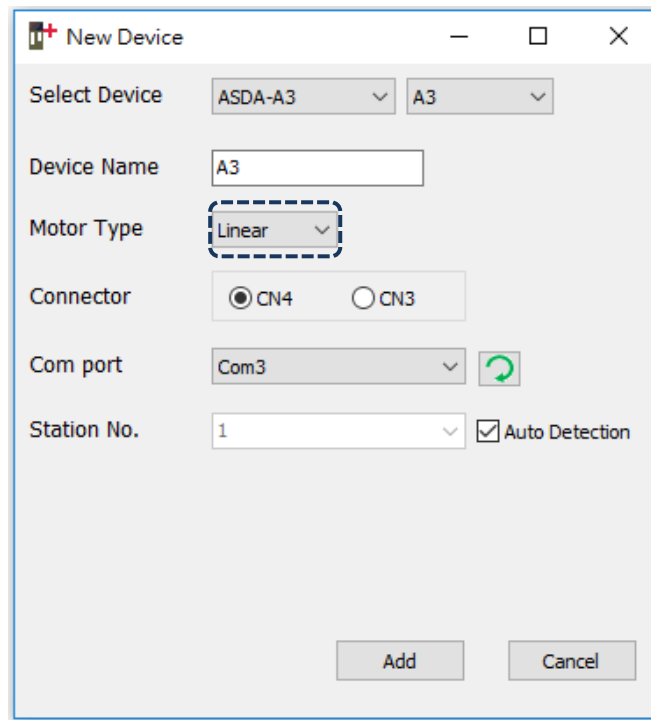 New Device
Select Device ASDA-A3 A3
Device Name A3
Motor Type Linear
Connector CN4 CN3
Com port Com3
Station No. 1 Auto Detection
Add Cancel